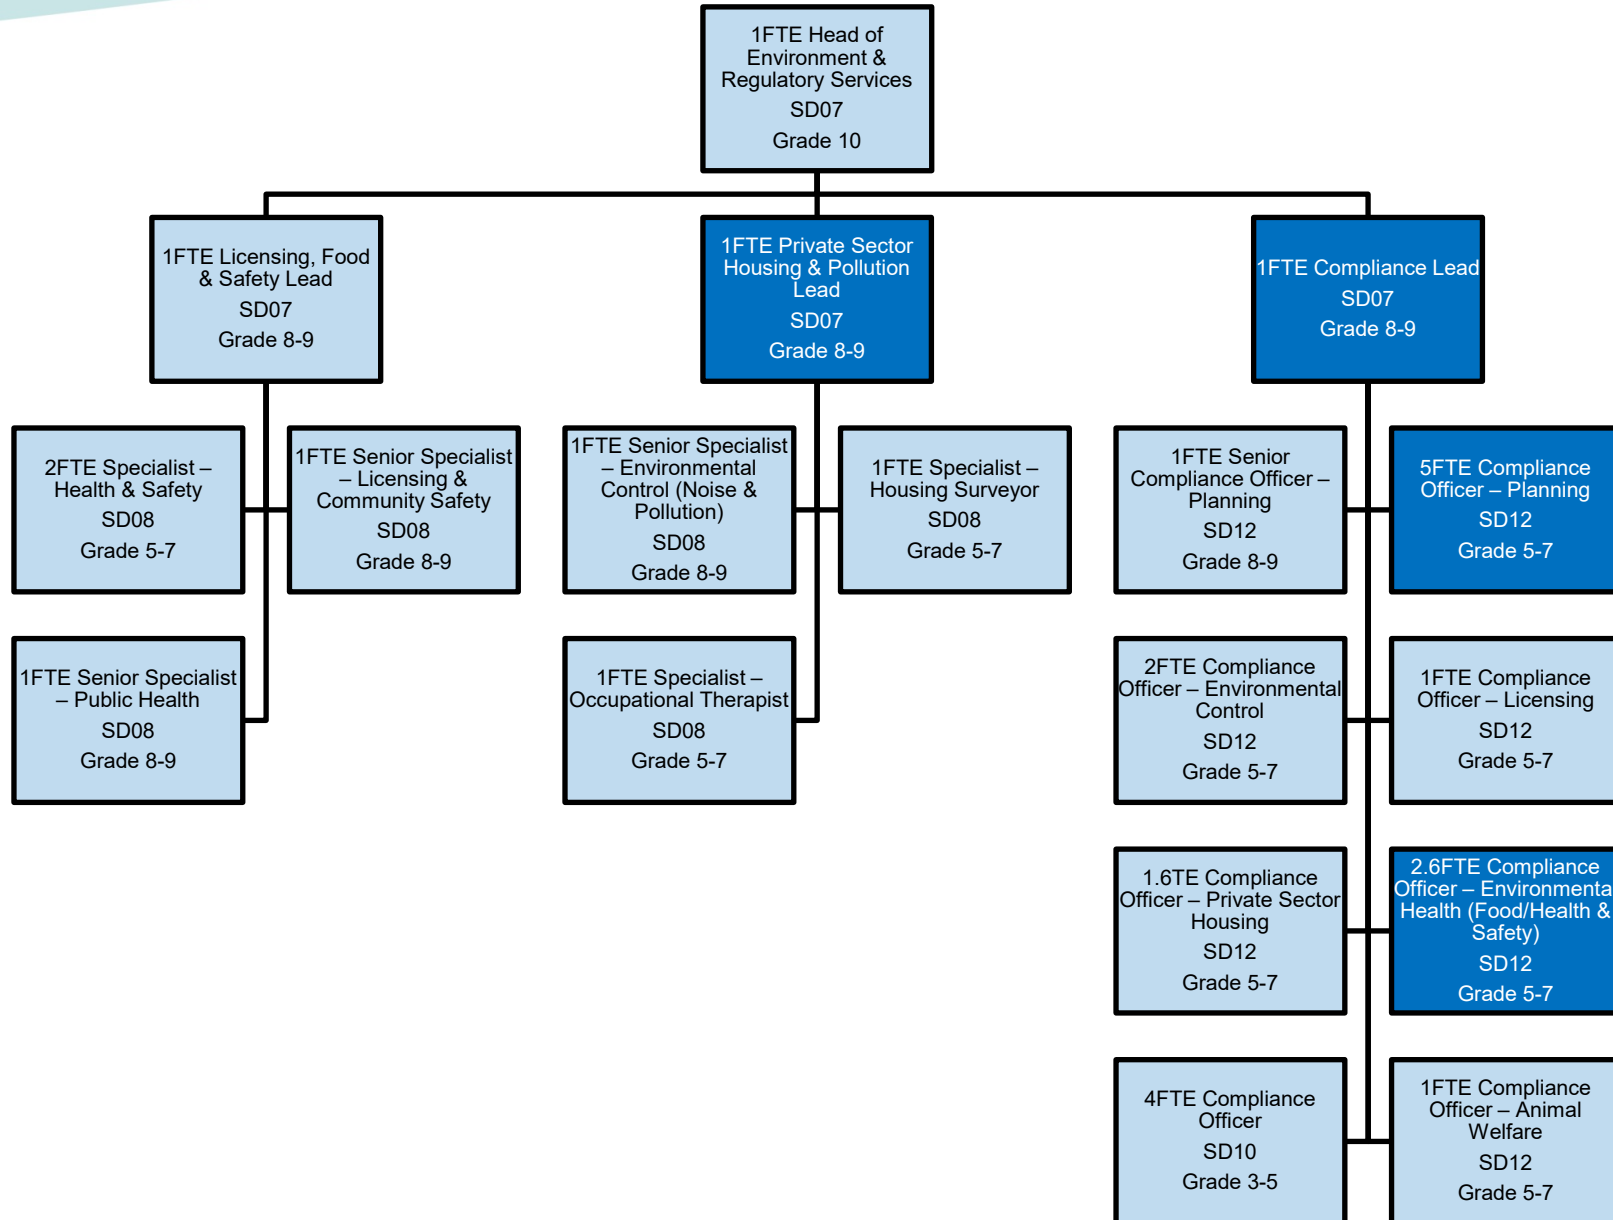 1FTE Head of
Environment &
Regulatory Services
SD07
Grade 10
1FTE Licensing, Food
& Safety Lead
SD07
Grade 8-9
1FTE Private Sector
Housing & Pollution
Lead
SD07
Grade 8-9
1FTE Compliance Lead
SD07
Grade 8-9
2FTE Specialist –
Health & Safety
SD08
Grade 5-7
1FTE Senior Specialist
– Licensing &
Community Safety
SD08
Grade 8-9
1FTE Senior Specialist
– Environmental
Control (Noise &
Pollution)
SD08
Grade 8-9
1FTE Specialist –
Housing Surveyor
SD08
Grade 5-7
1FTE Senior
Compliance Officer –
Planning
SD12
Grade 8-9
5FTE Compliance
Officer – Planning
SD12
Grade 5-7
1FTE Senior Specialist
– Public Health
SD08
Grade 8-9
1FTE Specialist –
Occupational Therapist
SD08
Grade 5-7
2FTE Compliance
Officer – Environmental
Control
SD12
Grade 5-7
1FTE Compliance
Officer – Licensing
SD12
Grade 5-7
1.6TE Compliance
Officer – Private Sector
Housing
SD12
Grade 5-7
2.6FTE Compliance
Officer – Environmental
Health (Food/Health &
Safety)
SD12
Grade 5-7
4FTE Compliance
Officer
SD10
Grade 3-5
1FTE Compliance
Officer – Animal
Welfare
SD12
Grade 5-7